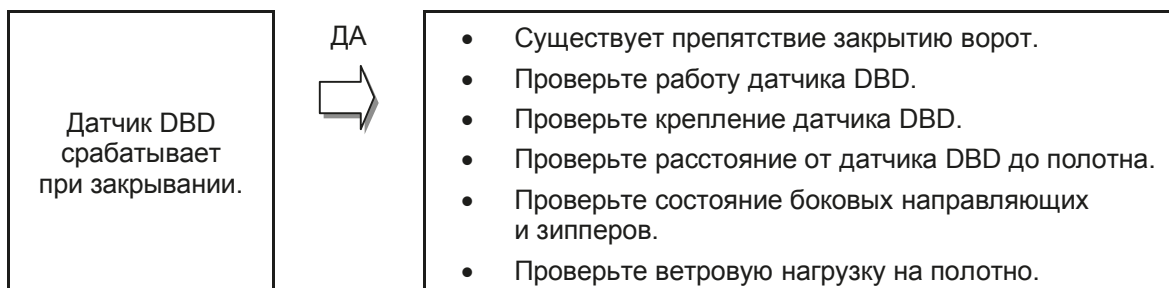 Датчик DBD
срабатывает
при закрывании.
ДА
• Существует препятствие закрытию ворот.
• Проверьте работу датчика DBD.
• Проверьте крепление датчика DBD.
• Проверьте расстояние от датчика DBD до полотна.
• Проверьте состояние боковых направляющих
и зипперов.
• Проверьте ветровую нагрузку на полотно.